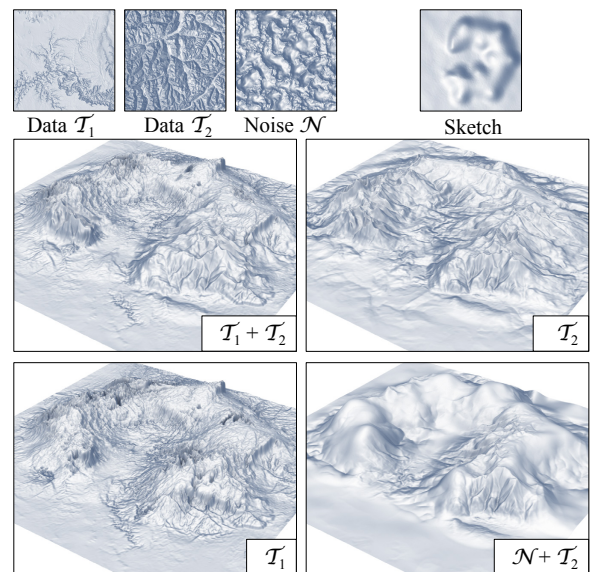 Data 𝒯₁
Data 𝒯₂
Noise 𝒩
Sketch
𝒯₁ + 𝒯₂
𝒯₂
𝒯₁
𝒩 + 𝒯₂